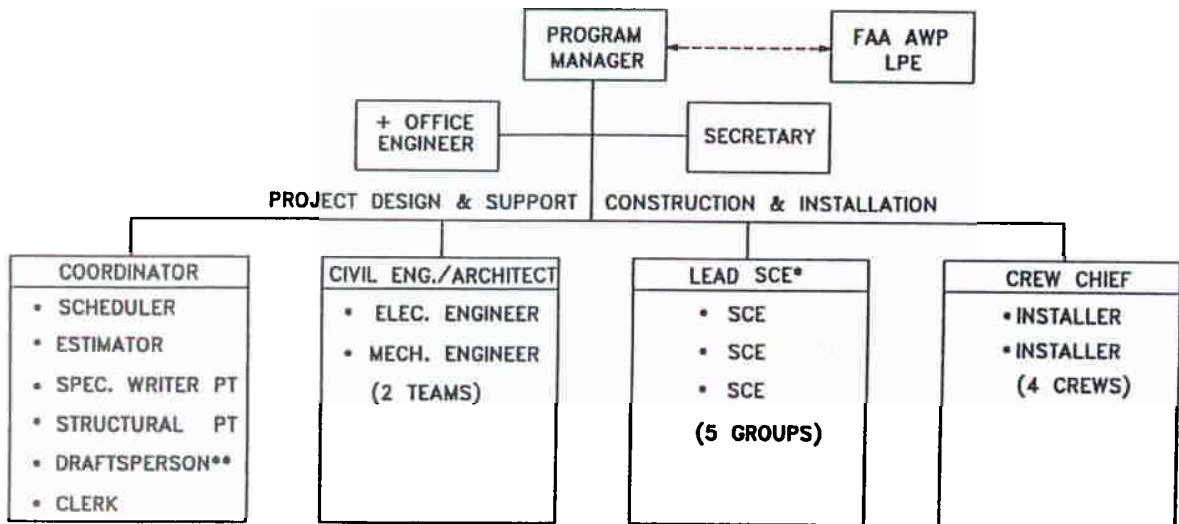 PROGRAM
MANAGER
FAA AWP
LPE
+ OFFICE
ENGINEER
SECRETARY
PROJECT DESIGN & SUPPORT
CONSTRUCTION & INSTALLATION
COORDINATOR
• SCHEDULER
• ESTIMATOR
• SPEC. WRITER PT
• STRUCTURAL PT
• DRAFTSPERSON**
• CLERK
CIVIL ENG./ARCHITECT
• ELEC. ENGINEER
• MECH. ENGINEER
(2 TEAMS)
LEAD SCE*
• SCE
• SCE
• SCE
(5 GROUPS)
CREW CHIEF
• INSTALLER
• INSTALLER
(4 CREWS)